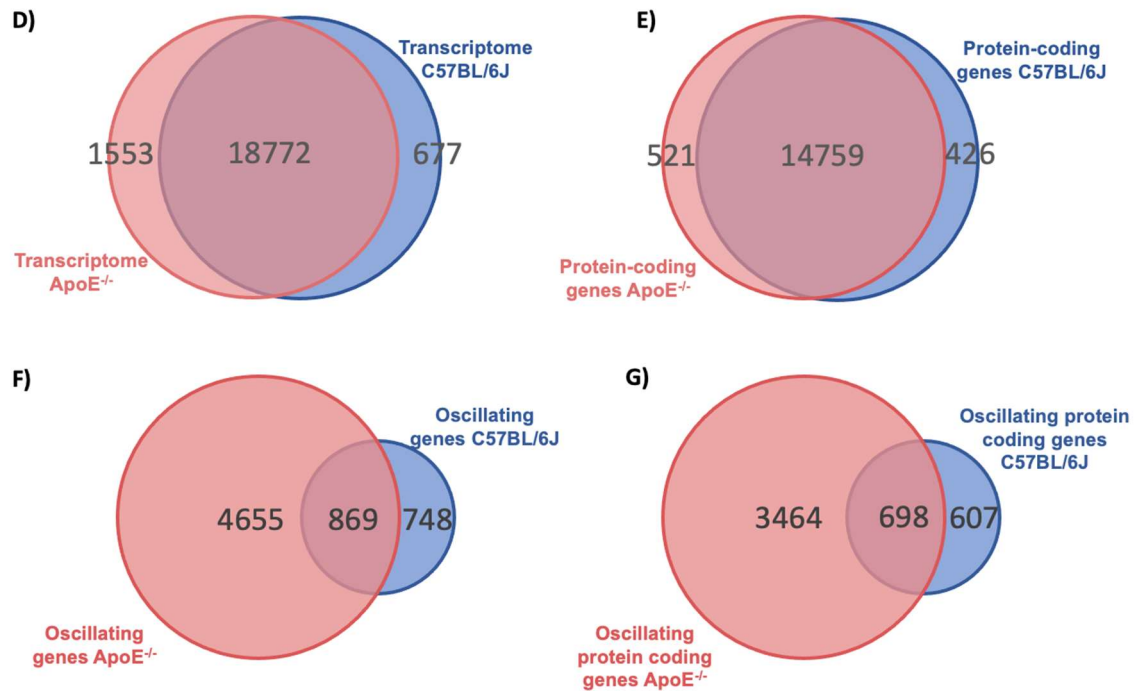 D)
Transcriptome
C57BL/6J
1553
18772
677
Transcriptome
ApoE-/-
E)
Protein-coding
genes C57BL/6J
521
14759
426
Protein-coding
genes ApoE-/-
F)
Oscillating
genes C57BL/6J
4655
869
748
Oscillating
genes ApoE-/-
G)
Oscillating protein
coding genes
C57BL/6J
3464
698
607
Oscillating
protein coding
genes ApoE-/-